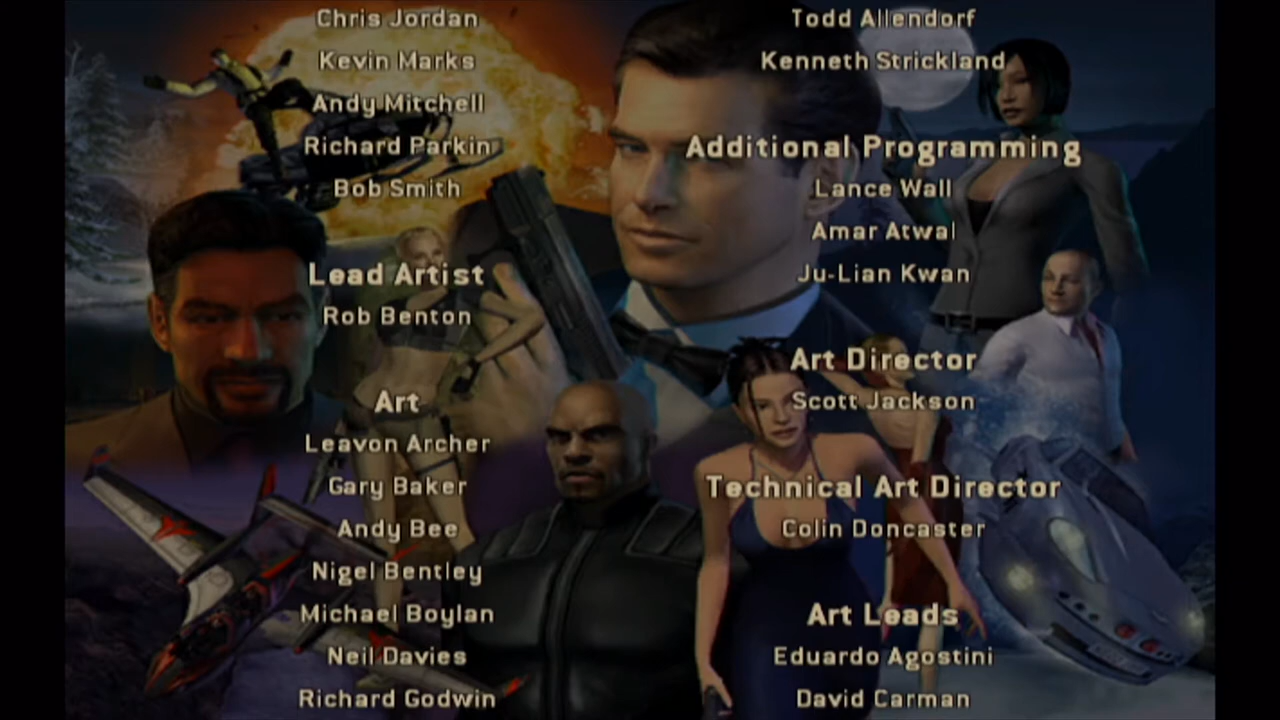 Chris Jordan
Kevin Marks
Andy Mitchell
Richard Parkin
Bob Smith
Lead Artist
Rob Benton
Art
Leavon Archer
Gary Baker
Andy Bee
Nigel Bentley
Michael Boylan
Neil Davies
Richard Godwin
Todd Allendorf
Kenneth Strickland
Additional Programming
Lance Wall
Amar Atwal
Ju-Lian Kwan
Art Director
Scott Jackson
Technical Art Director
Colin Doncaster
Art Leads
Eduardo Agostini
David Carman